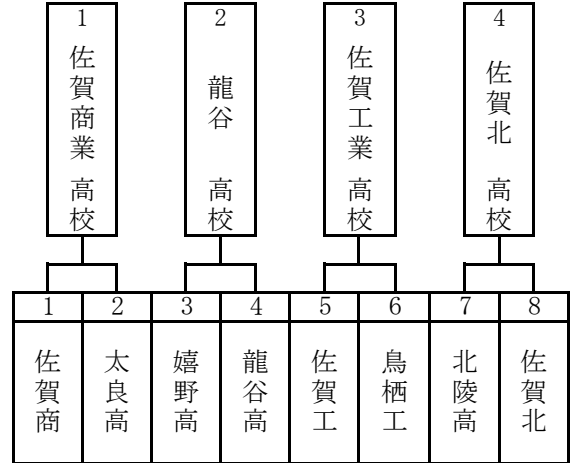 1
佐賀商業 高校
2
龍谷 高校
3
佐賀工業 高校
4
佐賀北 高校
1
佐賀商
2
太良高
3
嬉野高
4
龍谷高
5
佐賀工
6
鳥栖工
7
北陵高
8
佐賀北